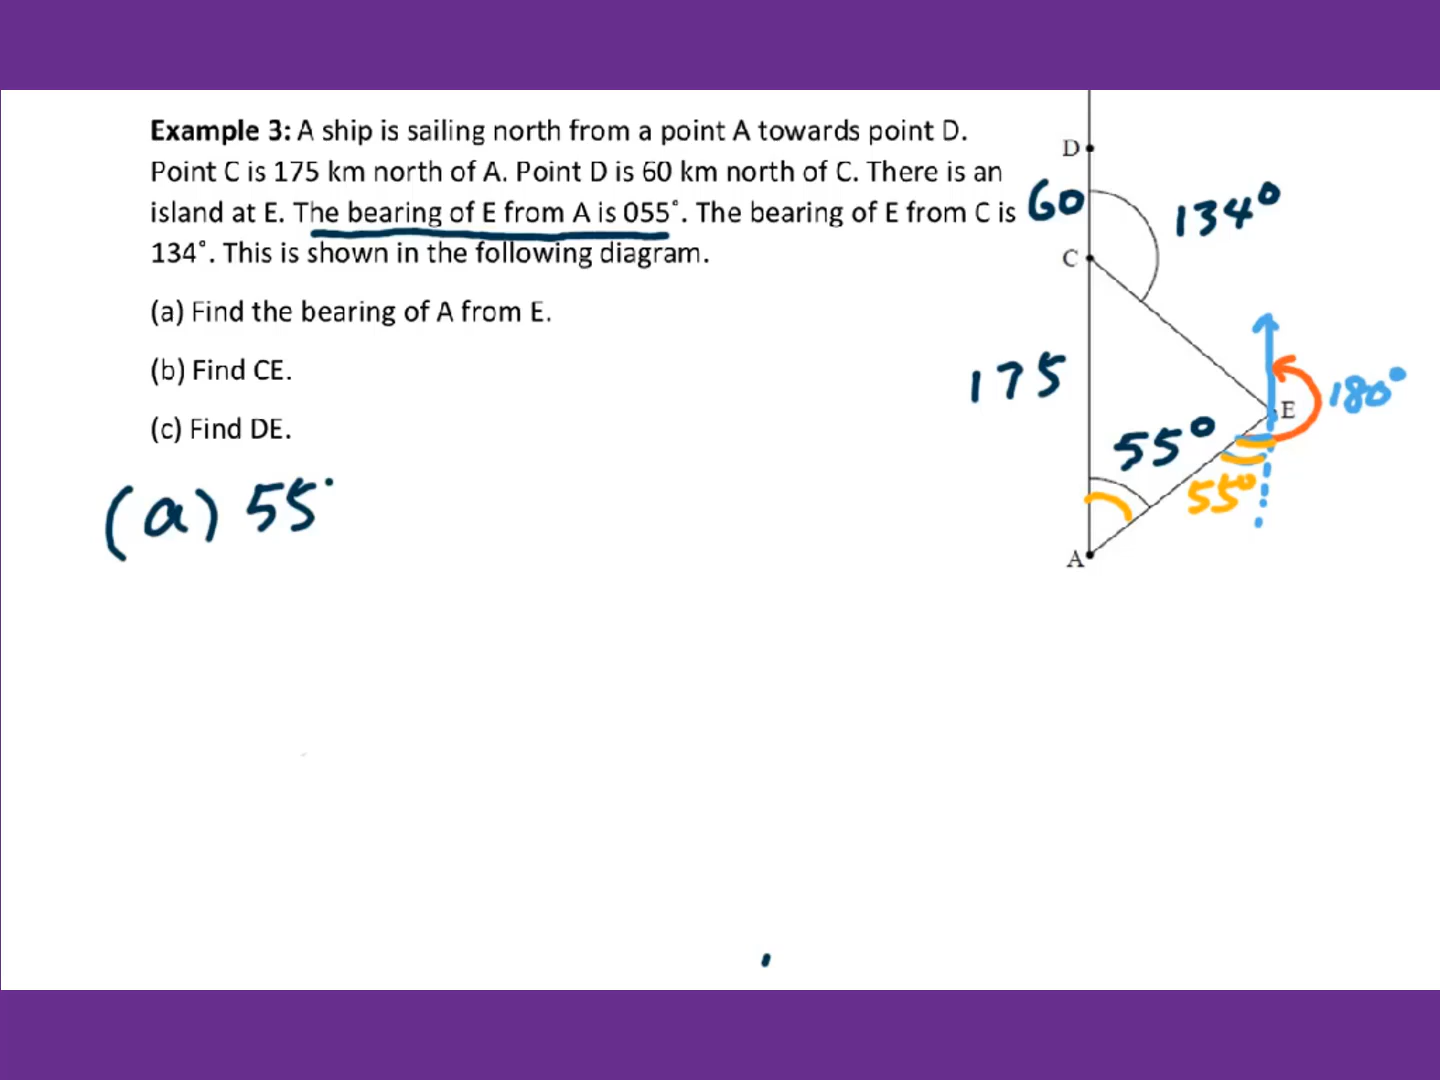 Example 3: A ship is sailing north from a point A towards point D.
Point C is 175 km north of A. Point D is 60 km north of C. There is an
island at E. The bearing of E from A is 055°. The bearing of E from C is
134°. This is shown in the following diagram.
(a) Find the bearing of A from E.
(b) Find CE.
(c) Find DE.
(a) 55°
D
60
134°
C
175
180°
E
55°
55°
A